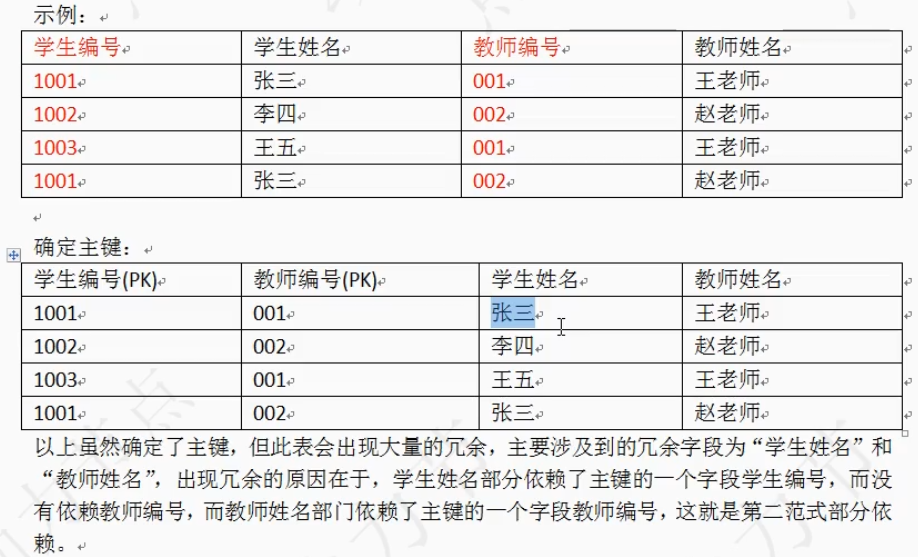 示例：
学生编号 学生姓名 教师编号 教师姓名
1001 张三 001 王老师
1002 李四 002 赵老师
1003 王五 001 王老师
1001 张三 002 赵老师
确定主键：
学生编号(PK) 教师编号(PK) 学生姓名 教师姓名
1001 001 张三 王老师
1002 002 李四 赵老师
1003 001 王五 王老师
1001 002 张三 赵老师
以上虽然确定了主键，但此表会出现大量的冗余，主要涉及到的冗余字段为“学生姓名”和
“教师姓名”，出现冗余的原因在于，学生姓名部分依赖了主键的一个字段学生编号，而没
有依赖教师编号，而教师姓名部门依赖了主键的一个字段教师编号，这就是第二范式部分依
赖。